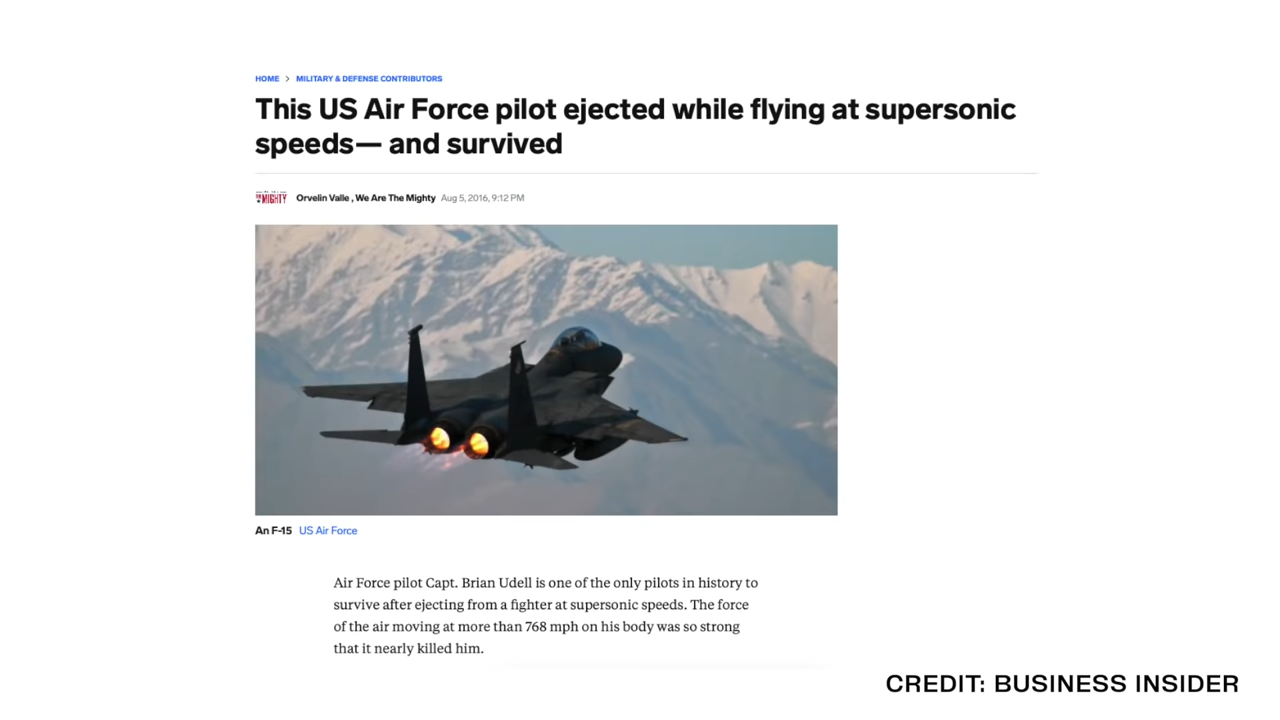 HOME > MILITARY & DEFENSE CONTRIBUTORS
This US Air Force pilot ejected while flying at supersonic
speeds— and survived
MIGHTY Orvelin Valle , We Are The Mighty Aug 5, 2016, 9:12 PM
An F-15 US Air Force
Air Force pilot Capt. Brian Udell is one of the only pilots in history to
survive after ejecting from a fighter at supersonic speeds. The force
of the air moving at more than 768 mph on his body was so strong
that it nearly killed him.
CREDIT: BUSINESS INSIDER